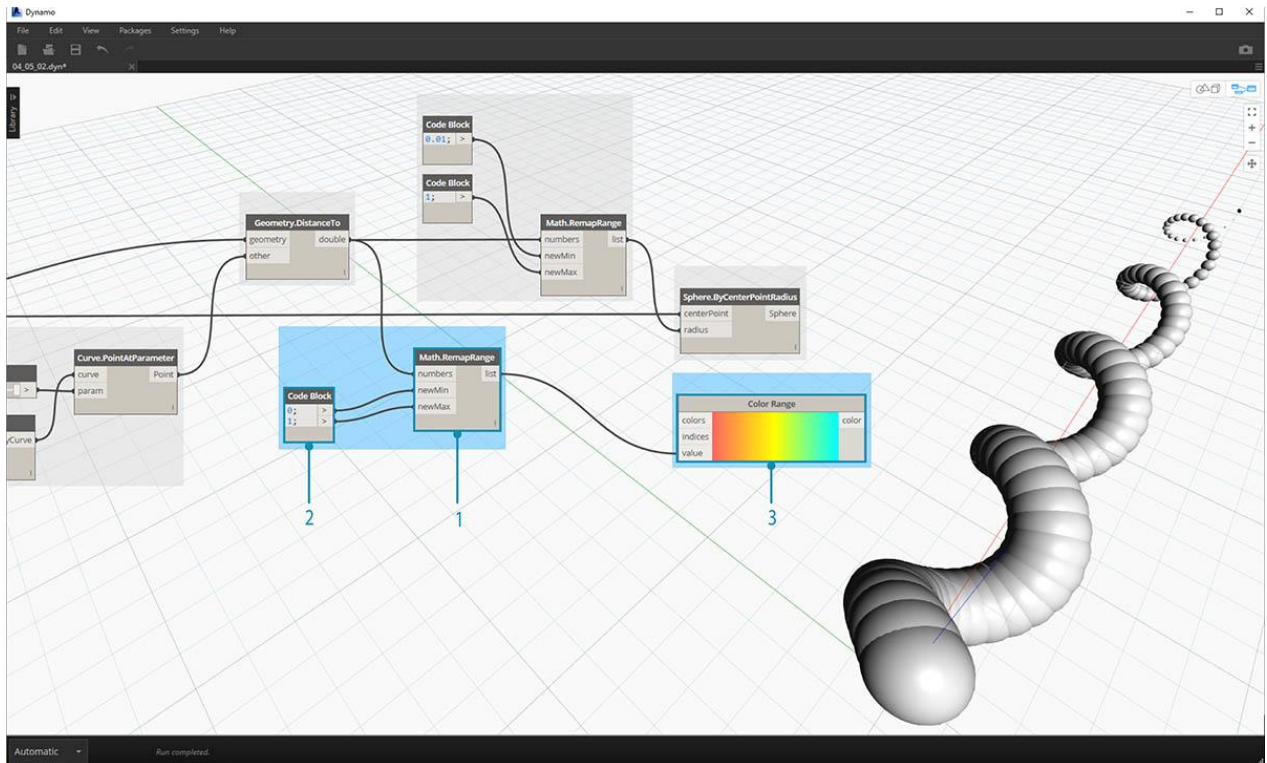 Dynamo
File Edit View Packages Settings Help
04_05_02.dyn*
Library
Code Block
0.01; >
Code Block
1; >
Geometry.DistanceTo
geometry double
other
Math.RemapRange
numbers list
newMin
newMax
Sphere.ByCenterPointRadius
centerPoint Sphere
radius
Curve.PointAtParameter
curve Point
param
>
Math.RemapRange
numbers list
newMin
newMax
Code Block
0; >
1; >
Color Range
colors color
indices
value
2
1
3
Automatic
Run completed.